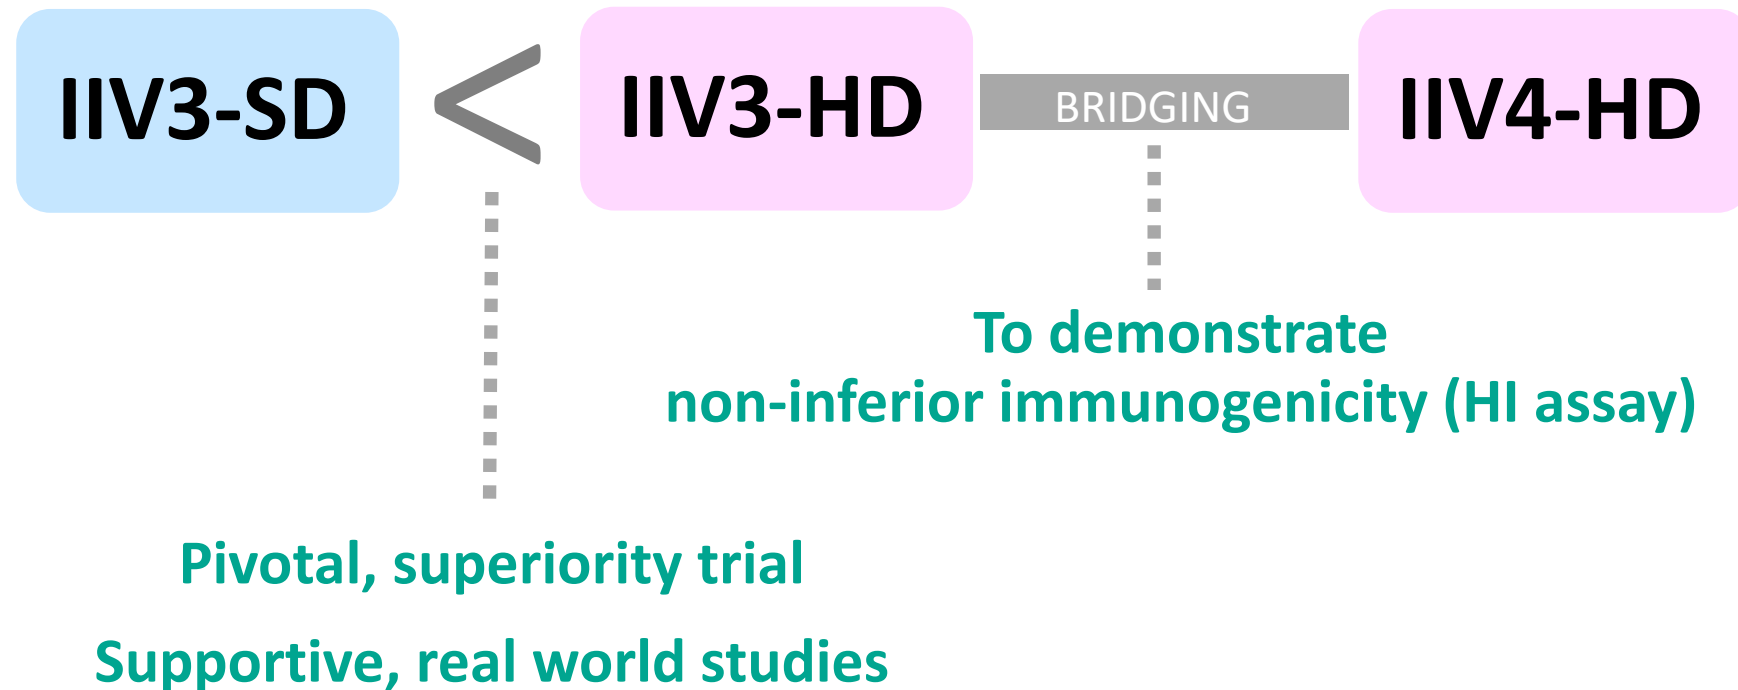 IIV3-SD < IIV3-HD BRIDGING IIV4-HD
To demonstrate
non-inferior immunogenicity (HI assay)
Pivotal, superiority trial
Supportive, real world studies